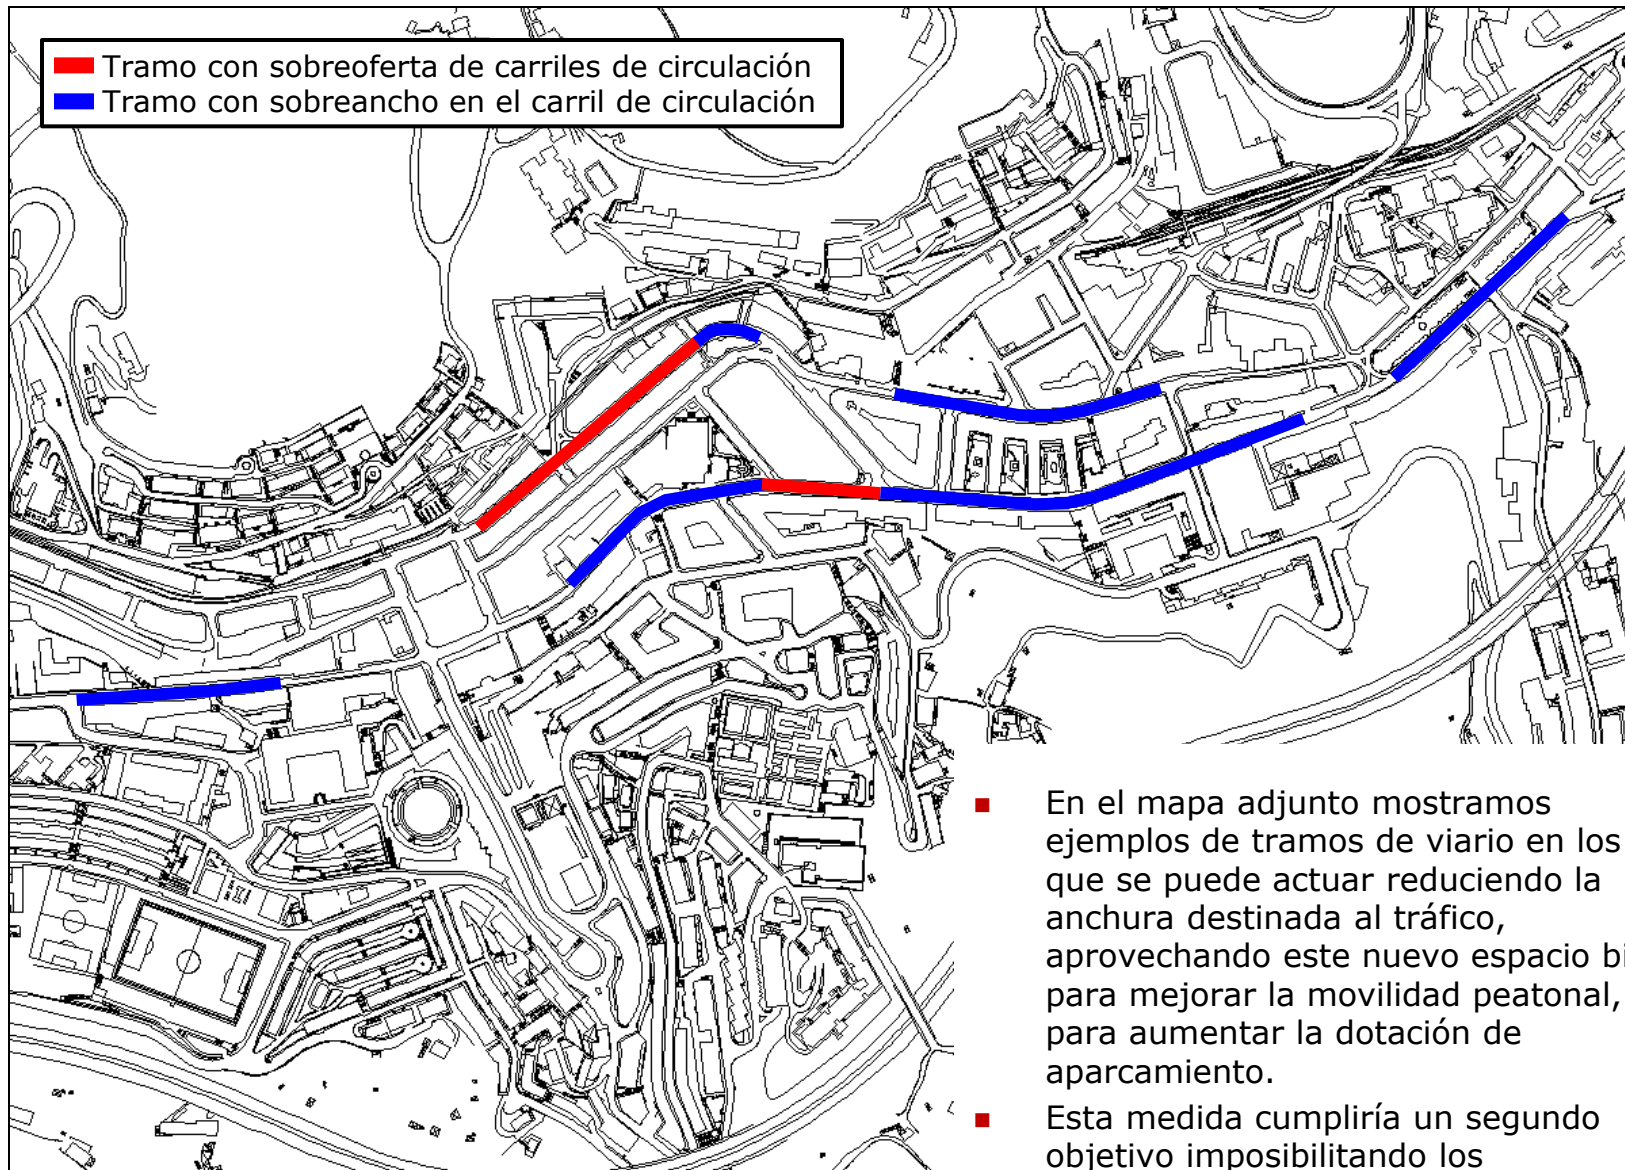 Tramo con sobreoferta de carriles de circulación
Tramo con sobreancho en el carril de circulación
En el mapa adjunto mostramos
ejemplos de tramos de viario en los
que se puede actuar reduciendo la
anchura destinada al tráfico,
aprovechando este nuevo espacio bi
para mejorar la movilidad peatonal,
para aumentar la dotación de
aparcamiento.
Esta medida cumpliría un segundo
objetivo imposibilitando los